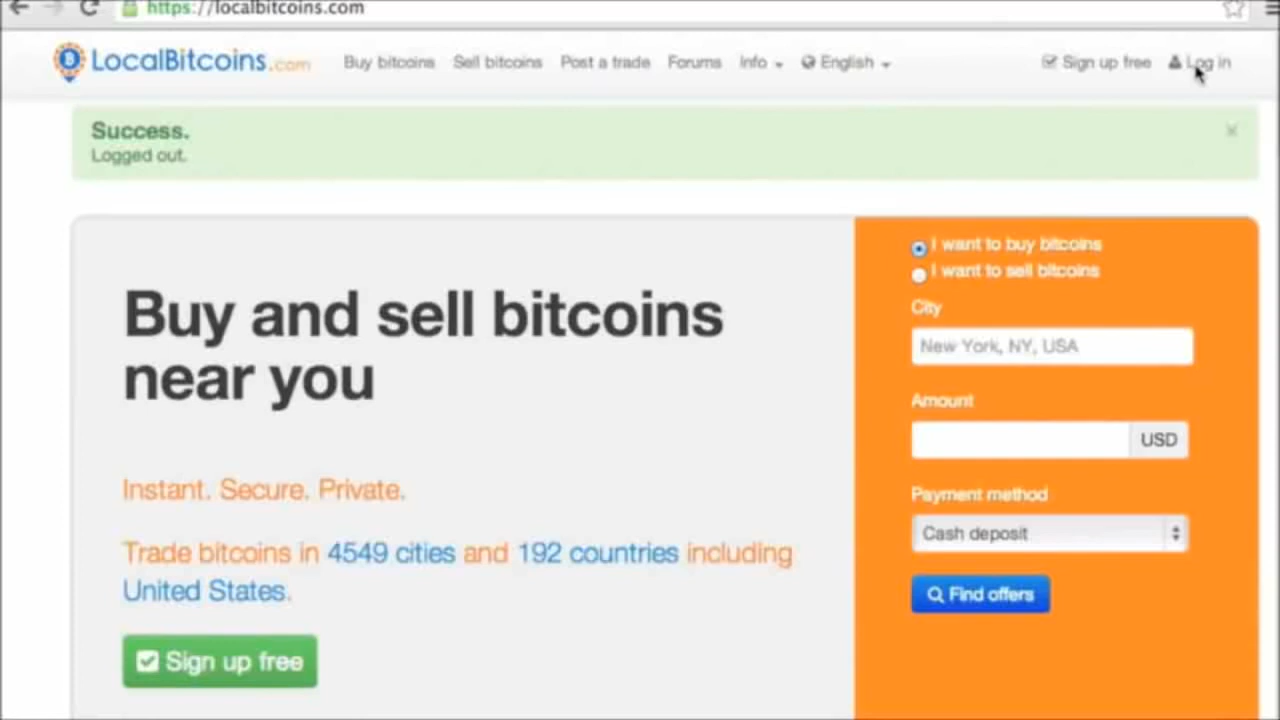 https://localbitcoins.com
LocalBitcoins.com Buy bitcoins Sell bitcoins Post a trade Forums Info English Sign up free Log in
Success.
Logged out.
×
Buy and sell bitcoins
near you
Instant. Secure. Private.
Trade bitcoins in 4549 cities and 192 countries including
United States.
Sign up free
I want to buy bitcoins
I want to sell bitcoins
City
New York, NY, USA
Amount
USD
Payment method
Cash deposit
Find offers